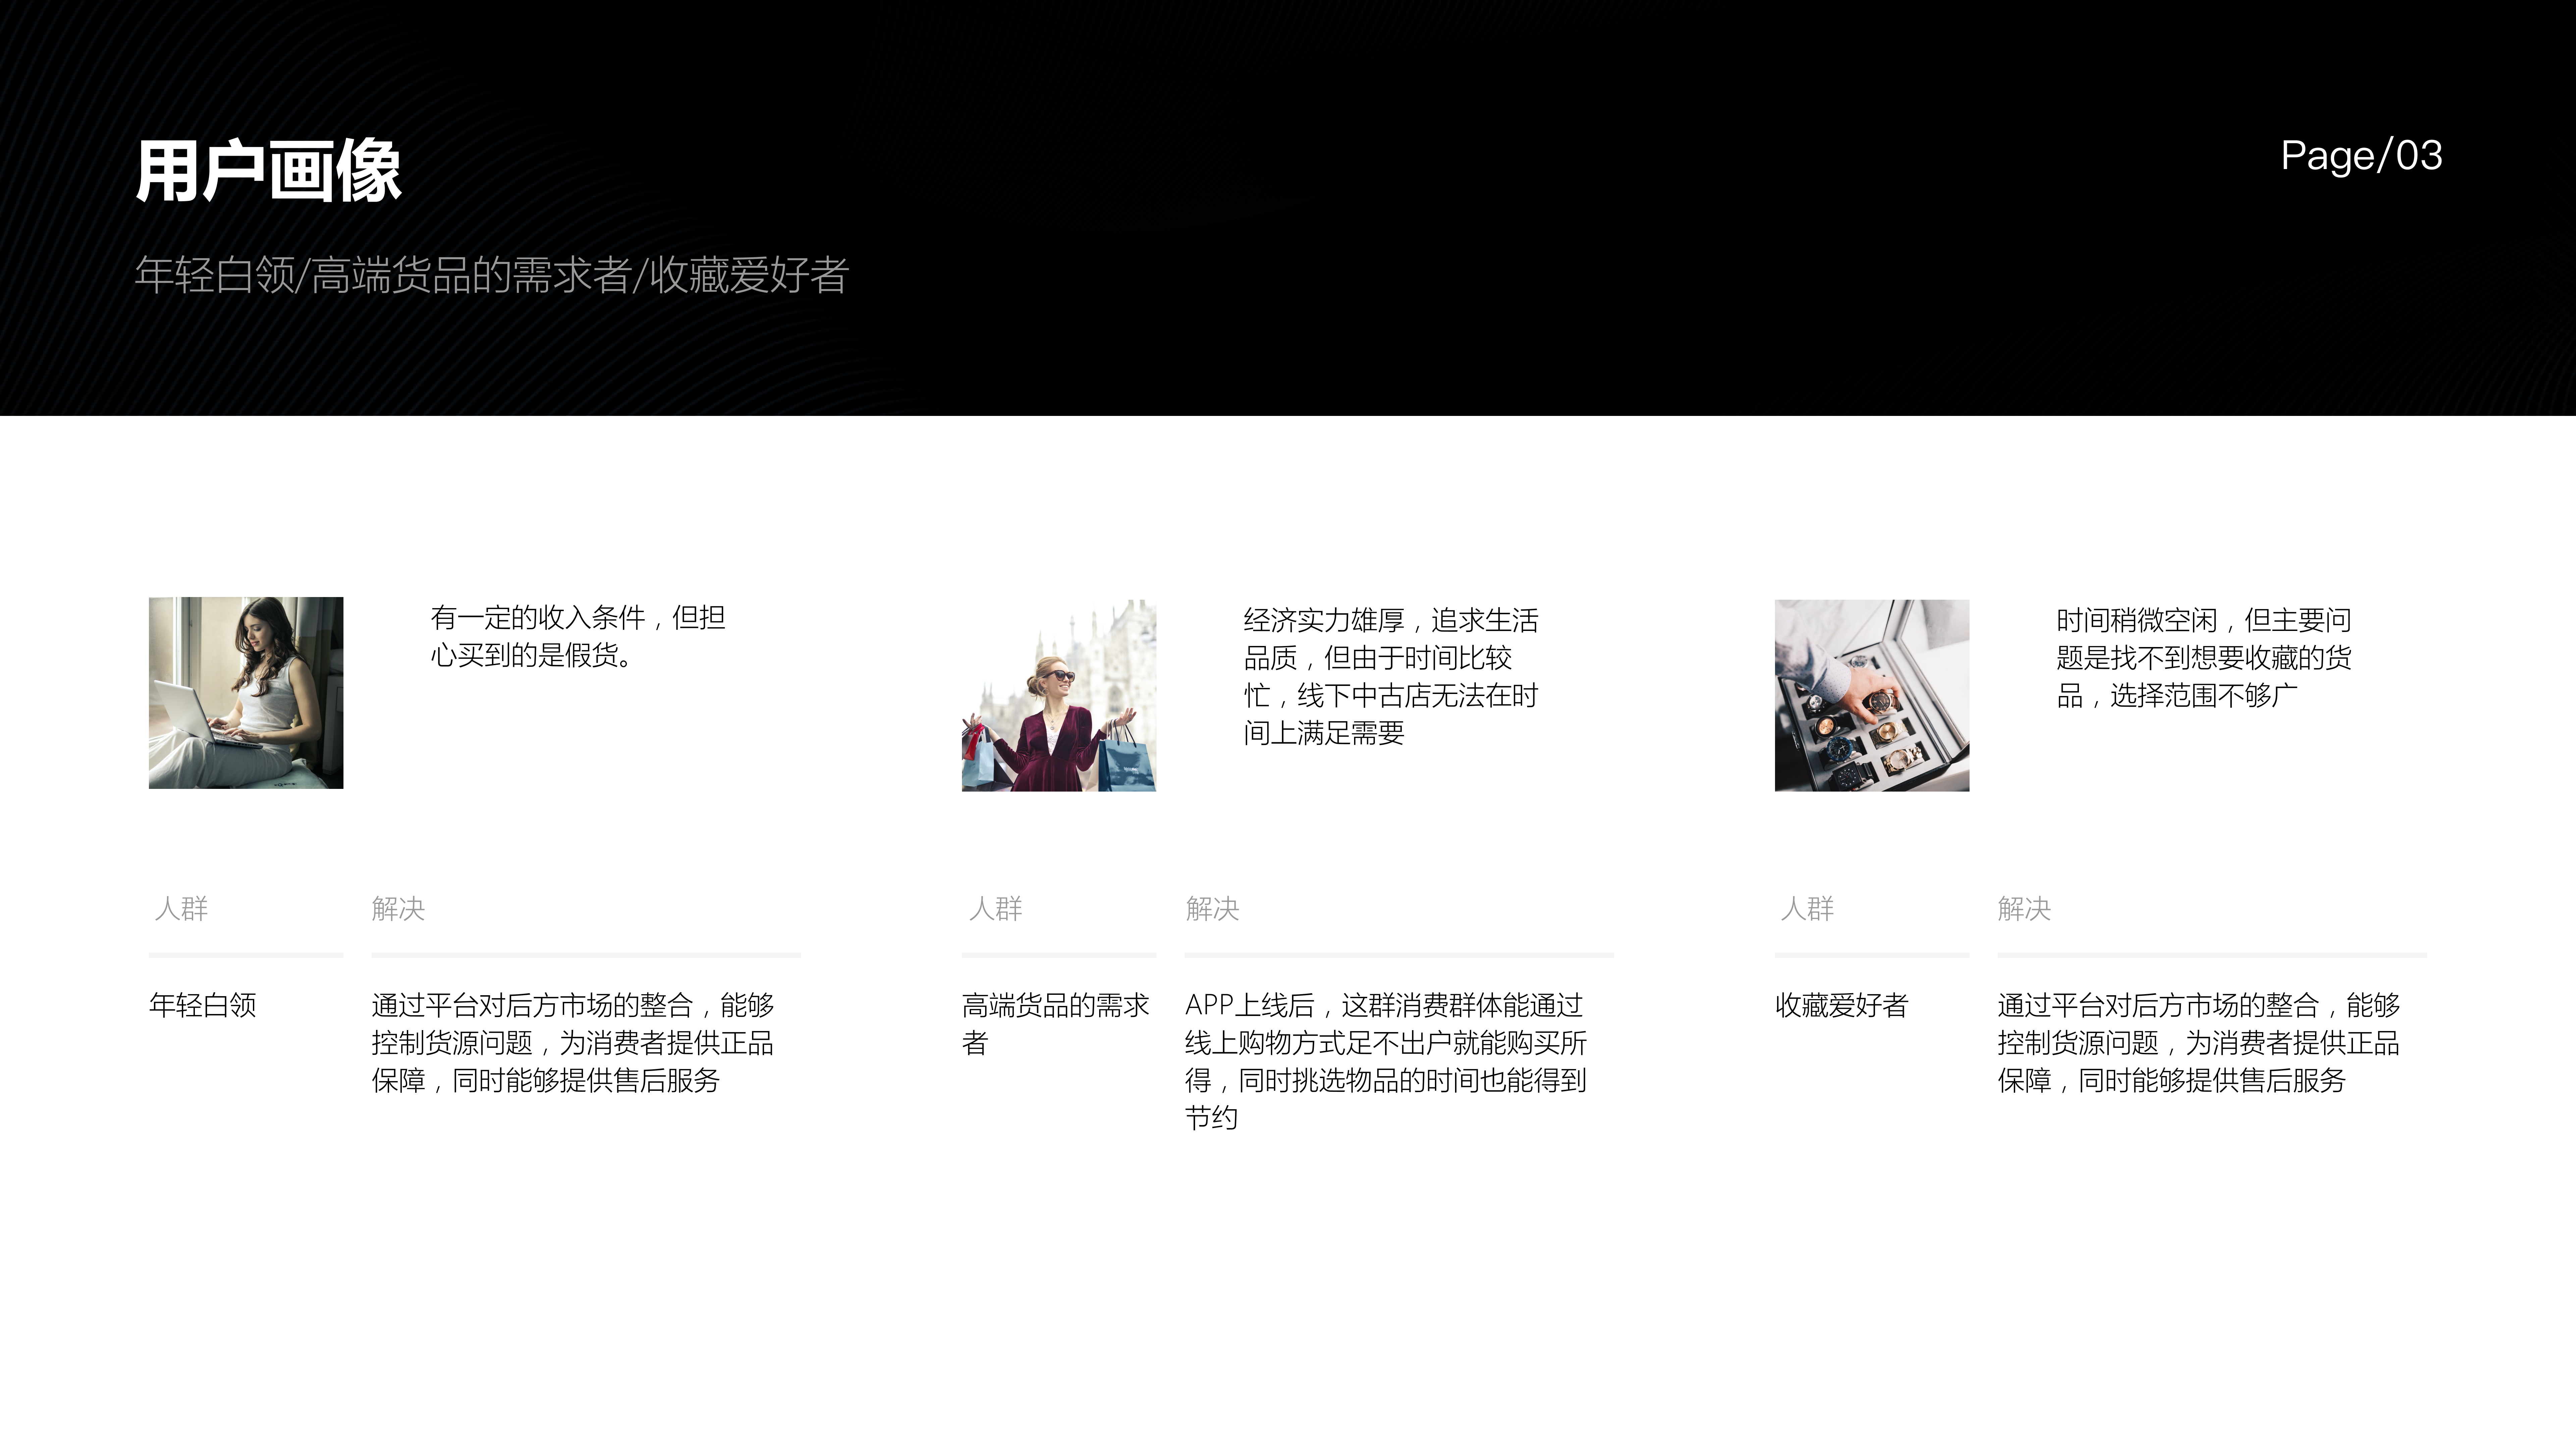 用户画像
Page/03
年轻白领/高端货品的需求者/收藏爱好者
有一定的收入条件，但担
心买到的是假货。
人群
解决
年轻白领
通过平台对后方市场的整合，能够
控制货源问题，为消费者提供正品
保障，同时能够提供售后服务
经济实力雄厚，追求生活
品质，但由于时间比较
忙，线下中古店无法在时
间上满足需要
人群
解决
高端货品的需求
者
APP上线后，这群消费群体能通过
线上购物方式足不出户就能购买所
得，同时挑选物品的时间也能得到
节约
时间稍微空闲，但主要问
题是找不到想要收藏的货
品，选择范围不够广
人群
解决
收藏爱好者
通过平台对后方市场的整合，能够
控制货源问题，为消费者提供正品
保障，同时能够提供售后服务